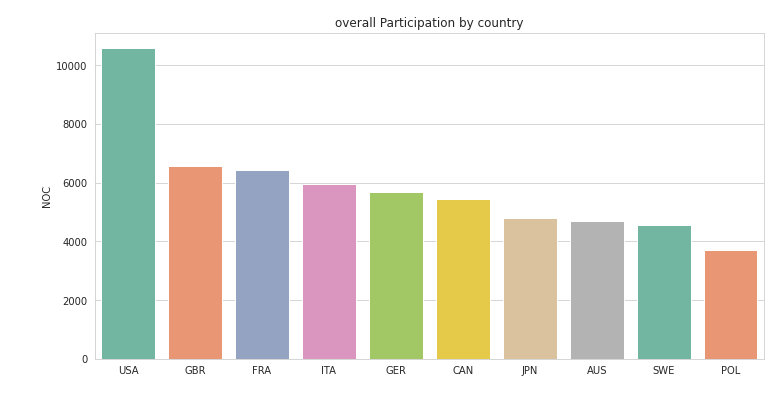 overall Participation by country
10000
8000
6000
4000
2000
0
NOC
USA GBR FRA ITA GER CAN JPN AUS SWE POL